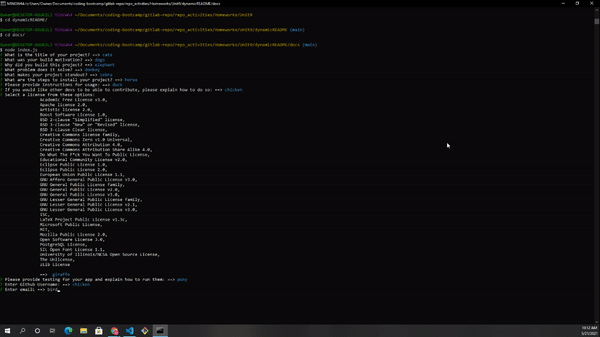 MINGW64:/c/Users/Owner/Documents/coding-bootcamp/gitlab-repo/repo_activities/Homeworks/Unit9/dynamicREADME/docs
MINGW64 ~/Documents/coding-bootcamp/gitlab-repo/repo_activities/Homeworks/Unit9
$ cd dynamicREADME/
MINGW64 ~/Documents/coding-bootcamp/gitlab-repo/repo_activities/Homeworks/Unit9/dynamicREADME (main)
$ cd docs/
MINGW64 ~/Documents/coding-bootcamp/gitlab-repo/repo_activities/Homeworks/Unit9/dynamicREADME/docs (main)
$ node index.js
? What is the title of your project? ==> cats
? What was your build motivation? ==> dogs
? Why did you build this project? ==> elephant
? What problem does it solve? ==> donkey
? What makes your project standout? ==> zebra
? What are the steps to install your project? ==> horse
? Please provide instructions for usage: ==> duck
? If you would like other devs to be able to contribute, please explain how to do so: ==> chicken
? Select a license from these options:
Academic Free License v3.0,
Apache license 2.0,
Artistic license 2.0,
Boost Software License 1.0,
BSD 2-clause "Simplified" license,
BSD 3-clause "New" or "Revised" license,
BSD 3-clause Clear license,
Creative Commons license family,
Creative Commons Zero v1.0 Universal,
Creative Commons Attribution 4.0,
Creative Commons Attribution Share Alike 4.0,
Do What The F*ck You Want To Public License,
Educational Community License v2.0,
Eclipse Public License 1.0,
Eclipse Public License 2.0,
European Union Public License 1.1,
GNU Affero General Public License v3.0,
GNU General Public License family,
GNU General Public License v2.0,
GNU General Public License v3.0,
GNU Lesser General Public License family,
GNU Lesser General Public License v2.1,
GNU Lesser General Public License v3.0,
ISC,
LaTeX Project Public License v1.3c,
Microsoft Public License,
MIT,
Mozilla Public License 2.0,
Open Software License 3.0,
PostgreSQL License,
SIL Open Font License 1.1,
University of Illinois/NCSA Open Source License,
The Unlicense,
zLib License
==> giraffe
? Please provide testing for your app and explain how to run them: ==> pony
? Enter Github Username: ==> chicken
? Enter email: ==> bird
10:12 AM
5/21/2021